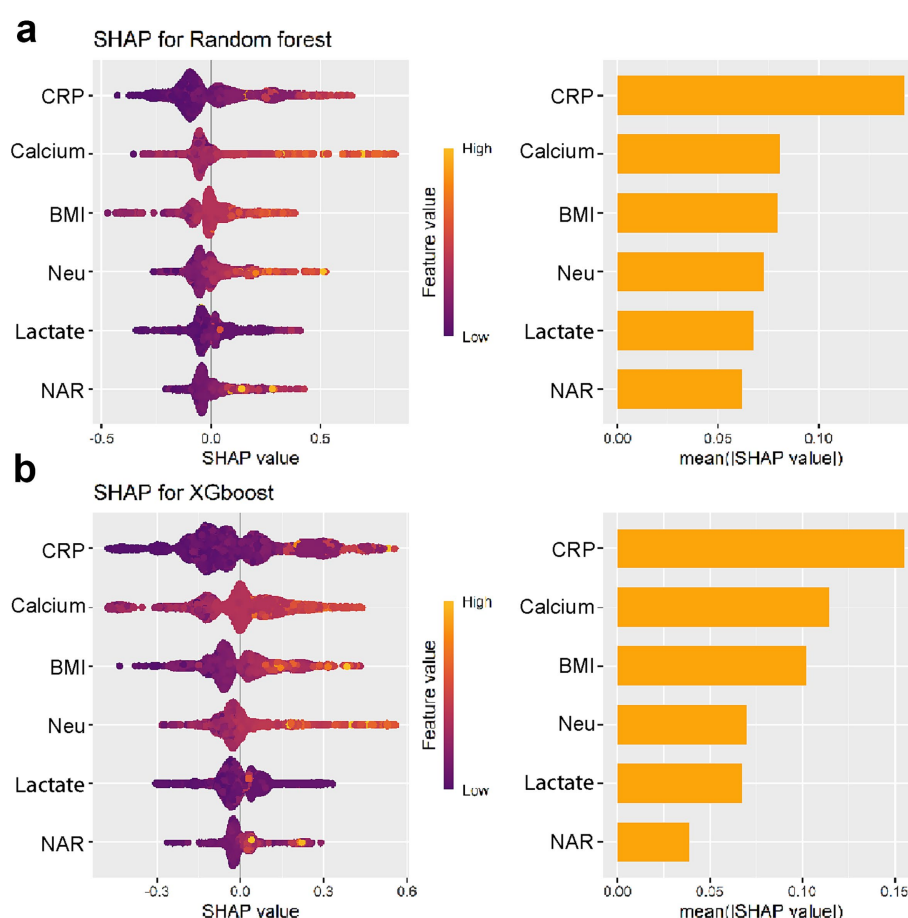 a
SHAP for Random forest
CRP
Calcium
BMI
Neu
Lactate
NAR
-0.5 0.0 0.5
SHAP value
High
Feature value
Low
CRP
Calcium
BMI
Neu
Lactate
NAR
0.00 0.05 0.10
mean(|SHAP value|)
b
SHAP for XGboost
CRP
Calcium
BMI
Neu
Lactate
NAR
-0.3 0.0 0.3 0.6
SHAP value
High
Feature value
Low
CRP
Calcium
BMI
Neu
Lactate
NAR
0.00 0.05 0.10 0.15
mean(|SHAP value|)